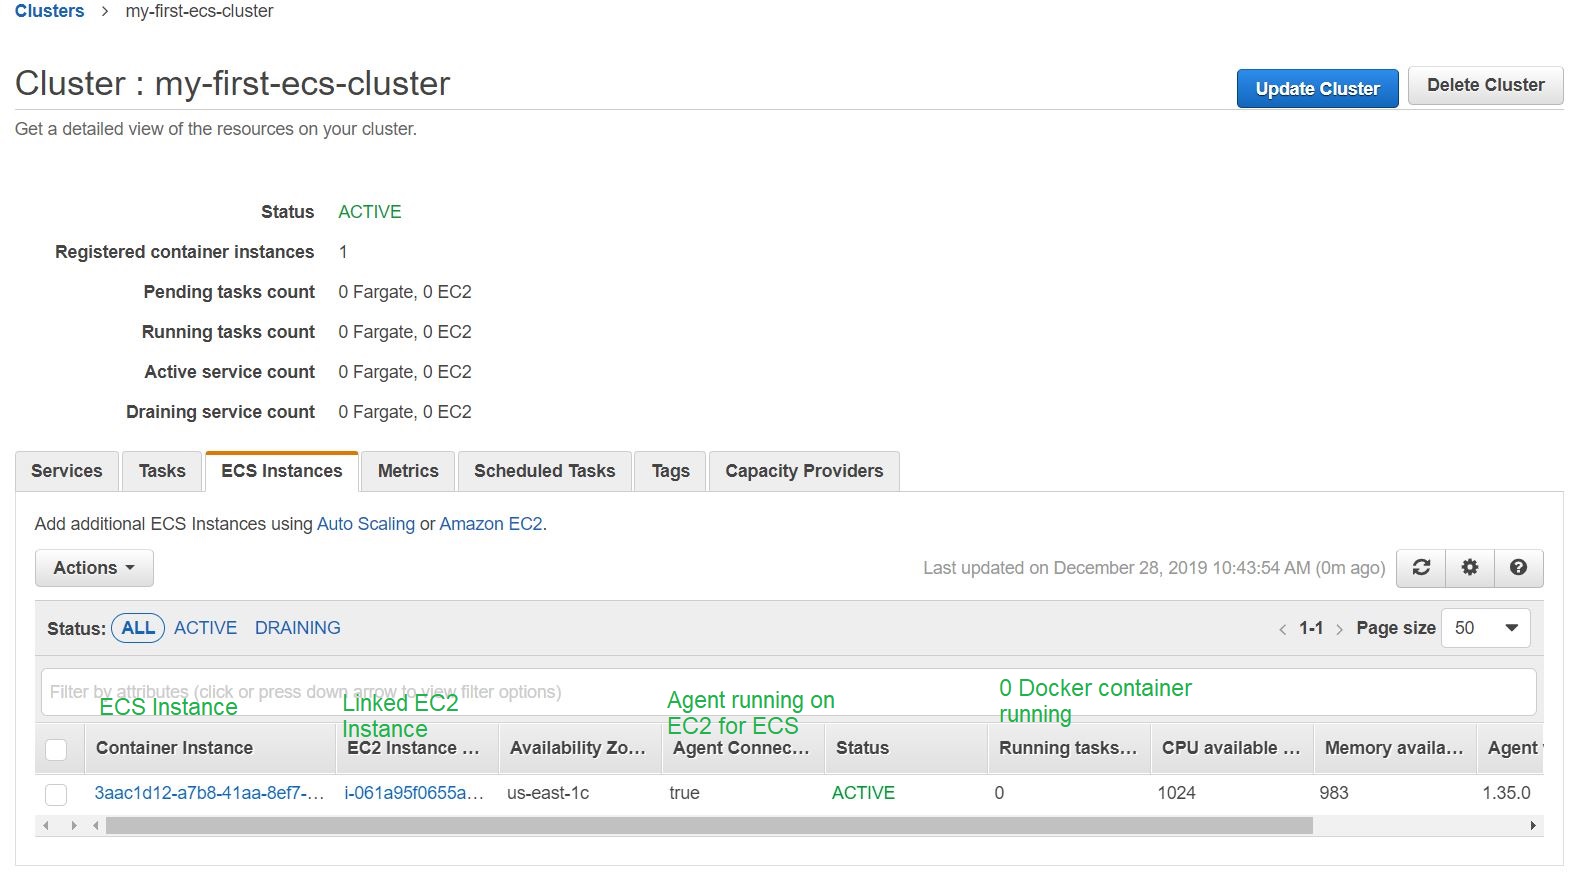 Clusters > my-first-ecs-cluster
Cluster : my-first-ecs-cluster
Update Cluster
Delete Cluster
Get a detailed view of the resources on your cluster.
Status ACTIVE
Registered container instances 1
Pending tasks count 0 Fargate, 0 EC2
Running tasks count 0 Fargate, 0 EC2
Active service count 0 Fargate, 0 EC2
Draining service count 0 Fargate, 0 EC2
Services Tasks ECS Instances Metrics Scheduled Tasks Tags Capacity Providers
Add additional ECS Instances using Auto Scaling or Amazon EC2.
Actions
Last updated on December 28, 2019 10:43:54 AM (0m ago)
Status: ALL ACTIVE DRAINING
1-1 Page size 50
Filter by attributes (click or press down arrow to view filter options)
ECS Instance
Linked EC2
Instance
Agent running on
EC2 for ECS
0 Docker container
running
Container Instance EC2 Instance ... Availability Zo... Agent Connec... Status Running tasks... CPU available ... Memory availa... Agent
3aac1d12-a7b8-41aa-8ef7-... i-061a95f0655a... us-east-1c true ACTIVE 0 1024 983 1.35.0